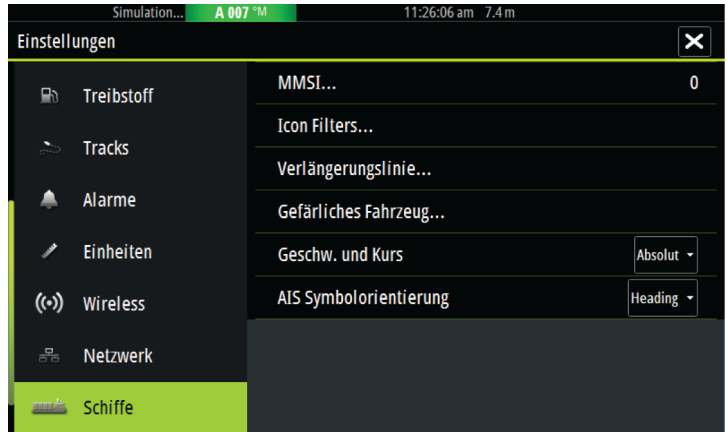 Simulation... A 007 °M 11:26:06 am 7.4 m
Einstellungen
Treibstoff
Tracks
Alarme
Einheiten
Wireless
Netzwerk
Schiffe
MMSI... 0
Icon Filters...
Verlängerungslinie...
Gefärliches Fahrzeug...
Geschw. und Kurs Absolut
AIS Symbolorientierung Heading